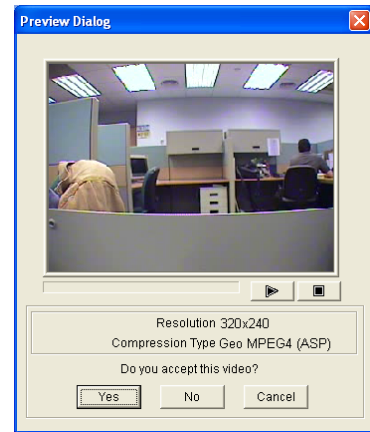 Preview Dialog
Resolution 320x240
Compression Type Geo MPEG4 (ASP)
Do you accept this video?
Yes No Cancel